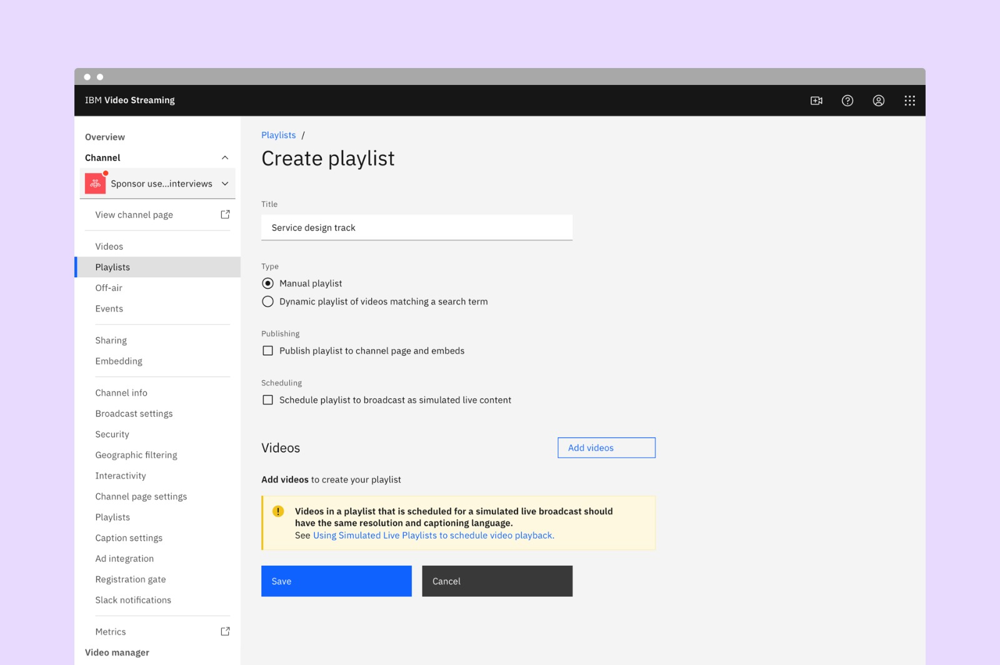 IBM Video Streaming
Overview
Channel
Sponsor use...interviews
View channel page
Videos
Playlists
Off-air
Events
Sharing
Embedding
Channel info
Broadcast settings
Security
Geographic filtering
Interactivity
Channel page settings
Playlists
Caption settings
Ad integration
Registration gate
Slack notifications
Metrics
Video manager
Playlists /
Create playlist
Title
Service design track
Type
Manual playlist
Dynamic playlist of videos matching a search term
Publishing
Publish playlist to channel page and embeds
Scheduling
Schedule playlist to broadcast as simulated live content
Videos
Add videos
Add videos to create your playlist
Videos in a playlist that is scheduled for a simulated live broadcast should
have the same resolution and captioning language.
See Using Simulated Live Playlists to schedule video playback.
Save
Cancel